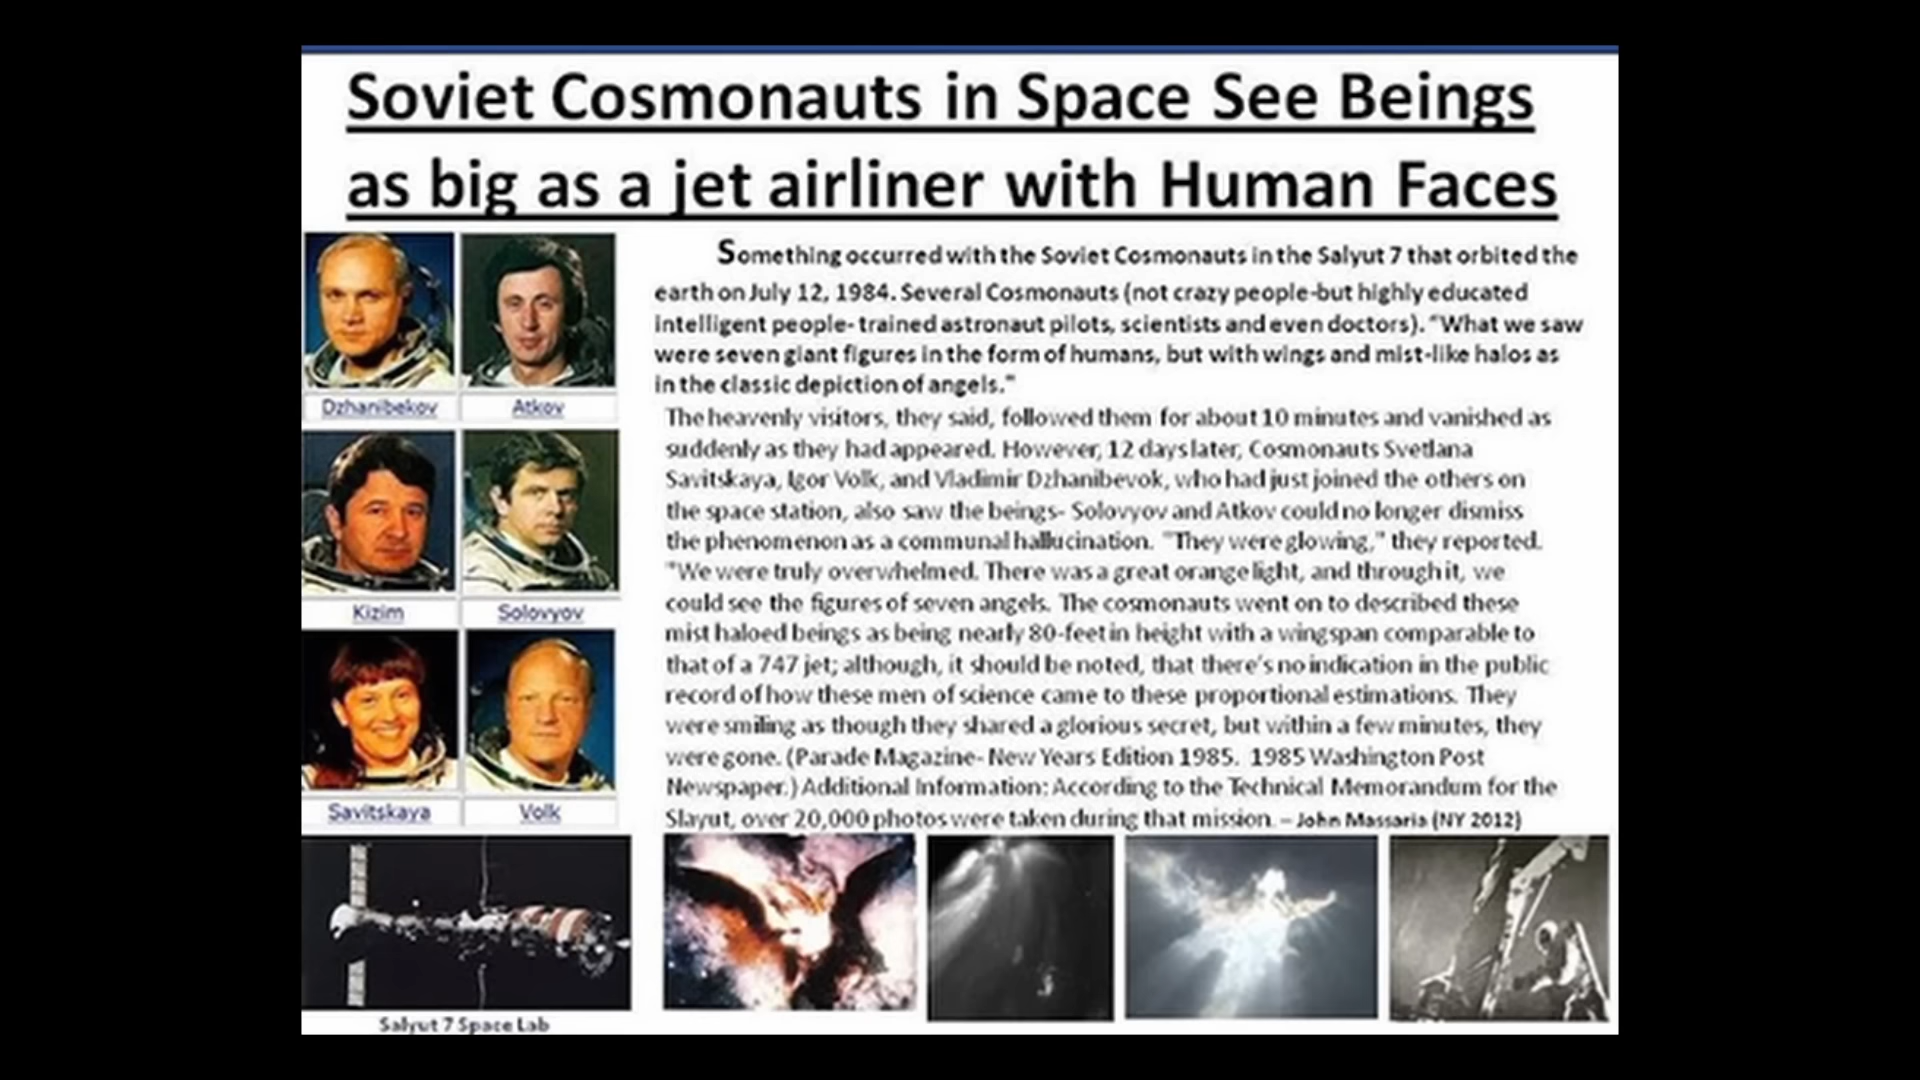 Soviet Cosmonauts in Space See Beings
as big as a jet airliner with Human Faces
Dzhanibekov
Atkov
Kizim
Solovyov
Savitskaya
Volk
Salyut 7 Space Lab
Something occurred with the Soviet Cosmonauts in the Salyut 7 that orbited the
earth on July 12, 1984. Several Cosmonauts (not crazy people-but highly educated
intelligent people- trained astronaut pilots, scientists and even doctors). "What we saw
were seven giant figures in the form of humans, but with wings and mist-like halos as
in the classic depiction of angels."
The heavenly visitors, they said, followed them for about 10 minutes and vanished as
suddenly as they had appeared. However, 12 days later, Cosmonauts Svetlana
Savitskaya, Igor Volk, and Vladimir Dzhanibevok, who had just joined the others on
the space station, also saw the beings- Solovyov and Atkov could no longer dismiss
the phenomenon as a communal hallucination. "They were glowing," they reported.
"We were truly overwhelmed. There was a great orange light, and through it, we
could see the figures of seven angels. The cosmonauts went on to described these
mist haloed beings as being nearly 80-feet in height with a wingspan comparable to
that of a 747 jet; although, it should be noted, that there's no indication in the public
record of how these men of science came to these proportional estimations. They
were smiling as though they shared a glorious secret, but within a few minutes, they
were gone. (Parade Magazine- New Years Edition 1985. 1985 Washington Post
Newspaper.) Additional Information: According to the Technical Memorandum for the
Slayut, over 20,000 photos were taken during that mission. – John Massaria (NY 2012)